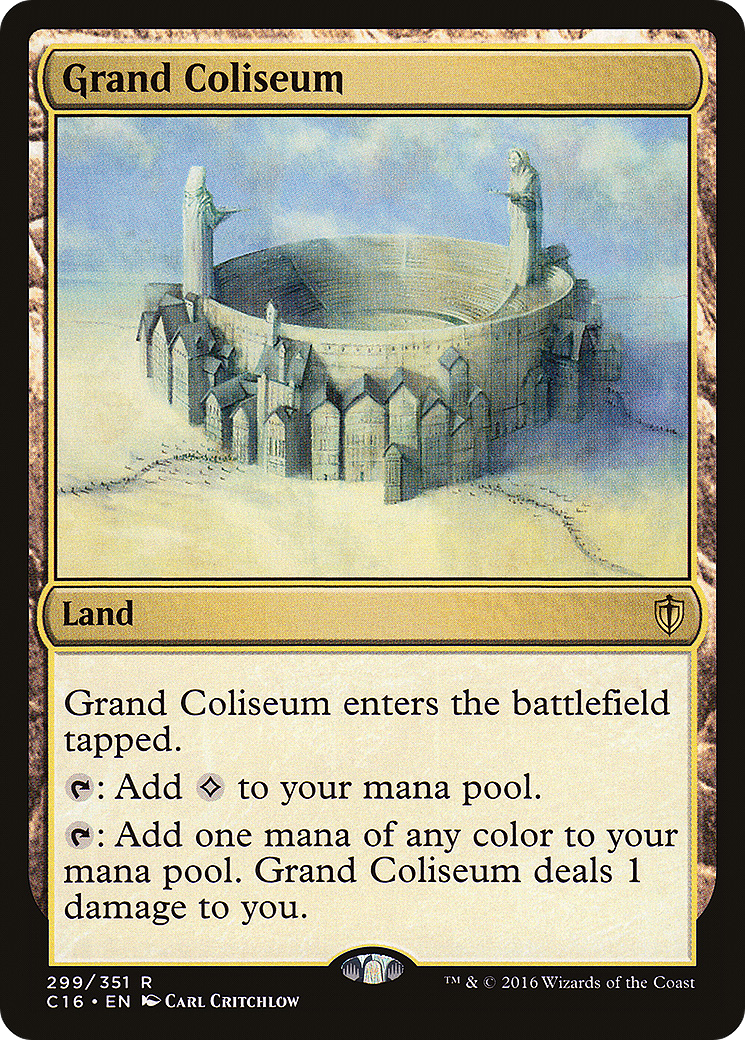 Grand Coliseum
Land
Grand Coliseum enters the battlefield
tapped.
: Add to your mana pool.
: Add one mana of any color to your
mana pool. Grand Coliseum deals 1
damage to you.
299/351 R
™ & © 2016 Wizards of the Coast
C16 • EN Carl Critchlow